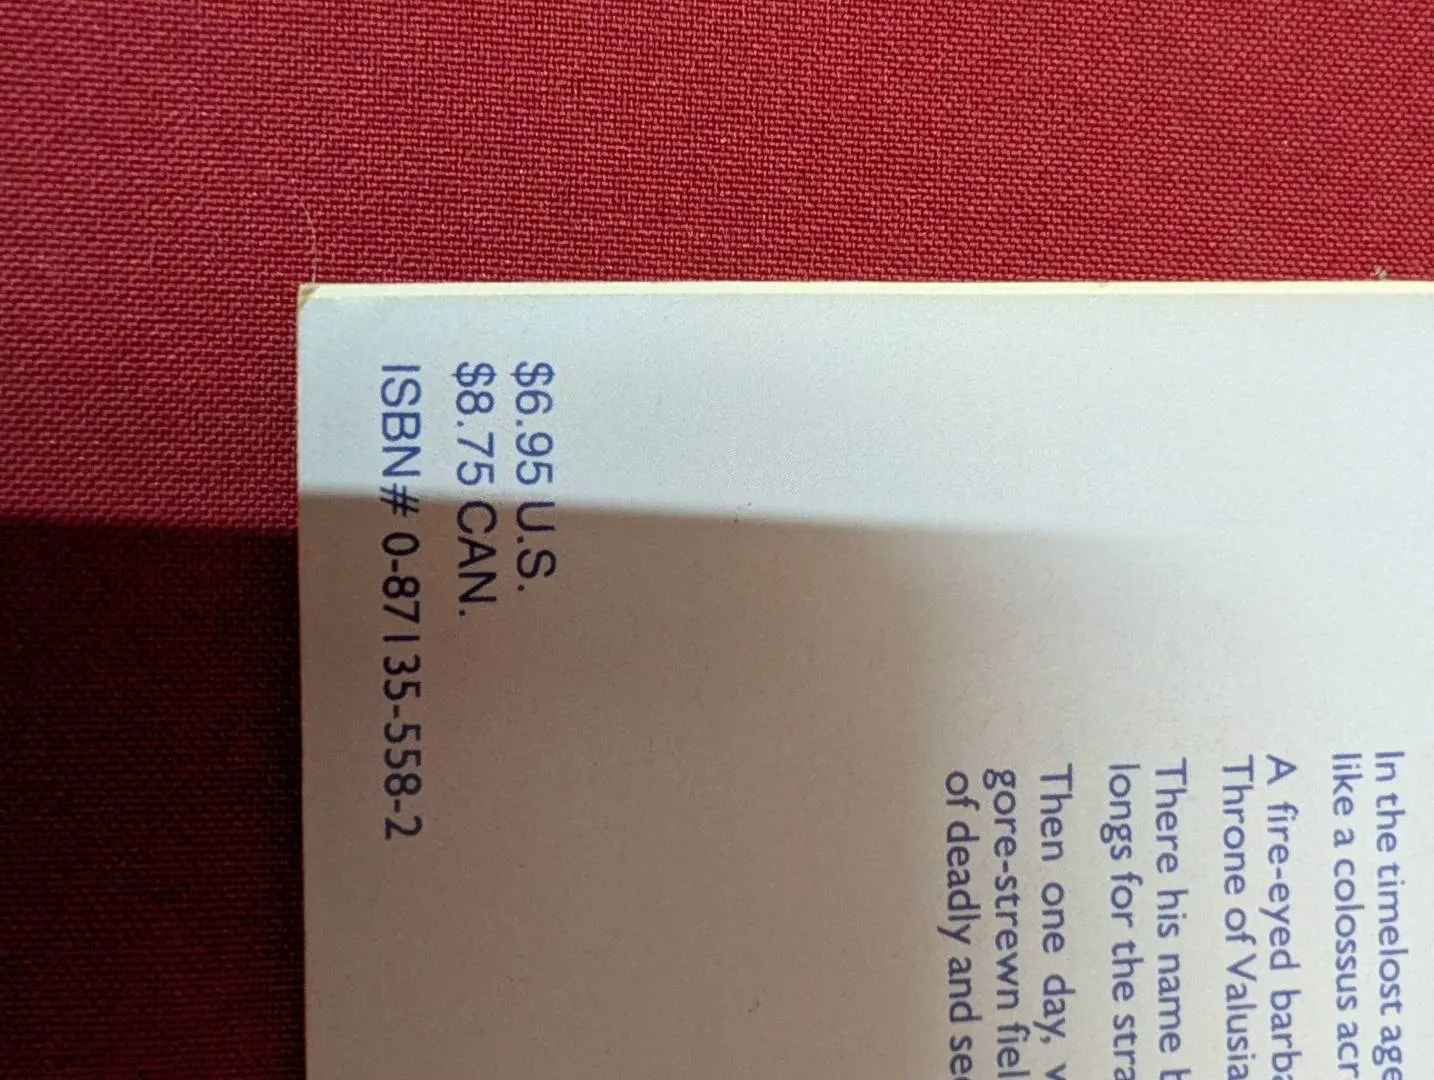 In the timelost age
like a colossus acr
A fire-eyed barba
Throne of Valusia
There his name b
longs for the stra
Then one day, v
gore-strewn fiel
of deadly and se
$6.95 U.S.
$8.75 CAN.
ISBN# 0-87135-558-2